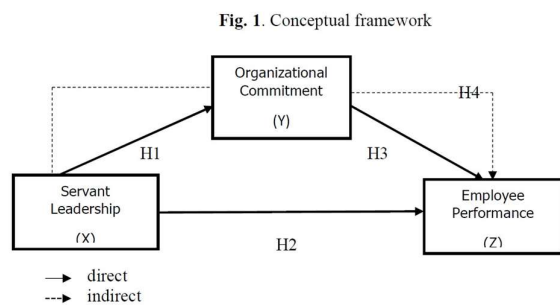 Fig. 1. Conceptual framework
Organizational
Commitment
(Y)
H4
H1
H3
Servant
Leadership
(X)
Employee
Performance
(Z)
H2
direct
indirect